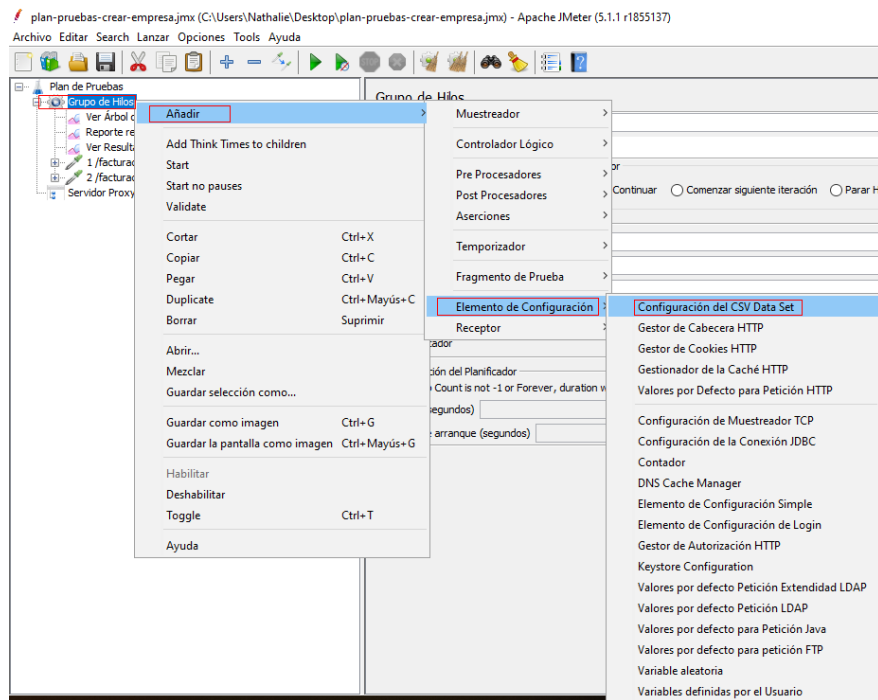 plan-pruebas-crear-empresa.jmx (C:\Users\Nathalie\Desktop\plan-pruebas-crear-empresa.jmx) - Apache JMeter (5.1.1 r1855137)
Archivo Editar Search Lanzar Opciones Tools Ayuda
STOP
Plan de Pruebas
Grupo de Hilos
Ver Árbol
Reporte
Ver
1 /facturac
2 /facturac
Servidor Proxy
Grupo de Hilos
Continuar Comenzar siguiente iteración Parar
Añadir
Add Think Times to children
Start
Start no pauses
Validate
Cortar Ctrl+X
Copiar Ctrl+C
Pegar Ctrl+V
Duplicate Ctrl+Mayús+C
Borrar Suprimir
Abrir...
Mezclar
Guardar selección como...
Guardar como imagen Ctrl+G
Guardar la pantalla como imagen Ctrl+Mayús+G
Habilitar
Deshabilitar
Toggle Ctrl+T
Ayuda
Muestreador
Controlador Lógico
Pre Procesadores
Post Procesadores
Aserciones
Temporizador
Fragmento de Prueba
Elemento de Configuración
Receptor
del Planificador
Count is not -1 or Forever, duration
arranque (segundos)
Configuración del CSV Data Set
Gestor de Cabecera HTTP
Gestor de Cookies HTTP
Gestionador de la Caché HTTP
Valores por Defecto para Petición HTTP
Configuración de Muestreador TCP
Configuración de la Conexión JDBC
Contador
DNS Cache Manager
Elemento de Configuración Simple
Elemento de Configuración de Login
Gestor de Autorización HTTP
Keystore Configuration
Valores por defecto Petición Extendidad LDAP
Valores por defecto Petición LDAP
Valores por defecto para Petición Java
Valores por defecto para petición FTP
Variable aleatoria
Variables definidas por el Usuario